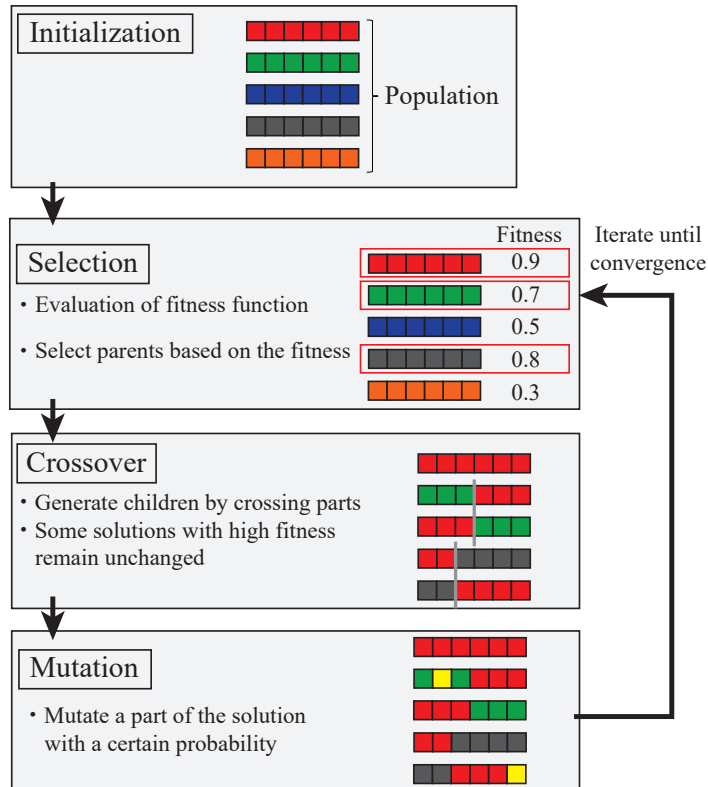 Initialization
Population
Fitness
Iterate until
convergence
Selection
0.9
・Evaluation of fitness function
0.7
0.5
・Select parents based on the fitness
0.8
0.3
Crossover
・Generate children by crossing parts
・Some solutions with high fitness
remain unchanged
Mutation
・Mutate a part of the solution
with a certain probability